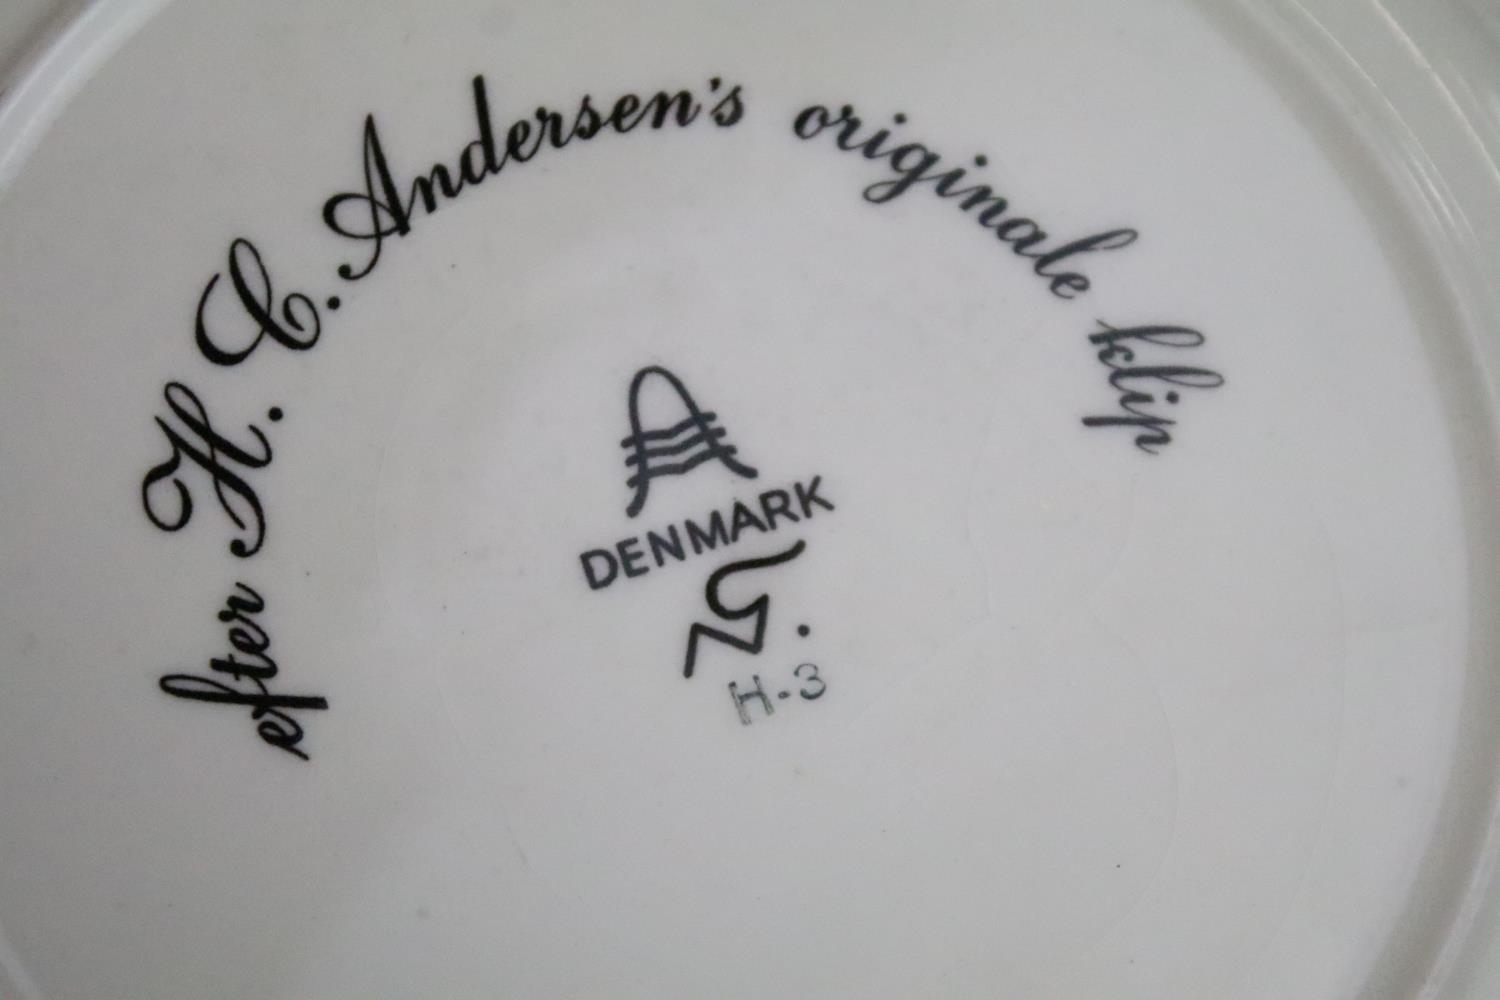 efter H. C. Andersen's originale klip
DENMARK
H-3